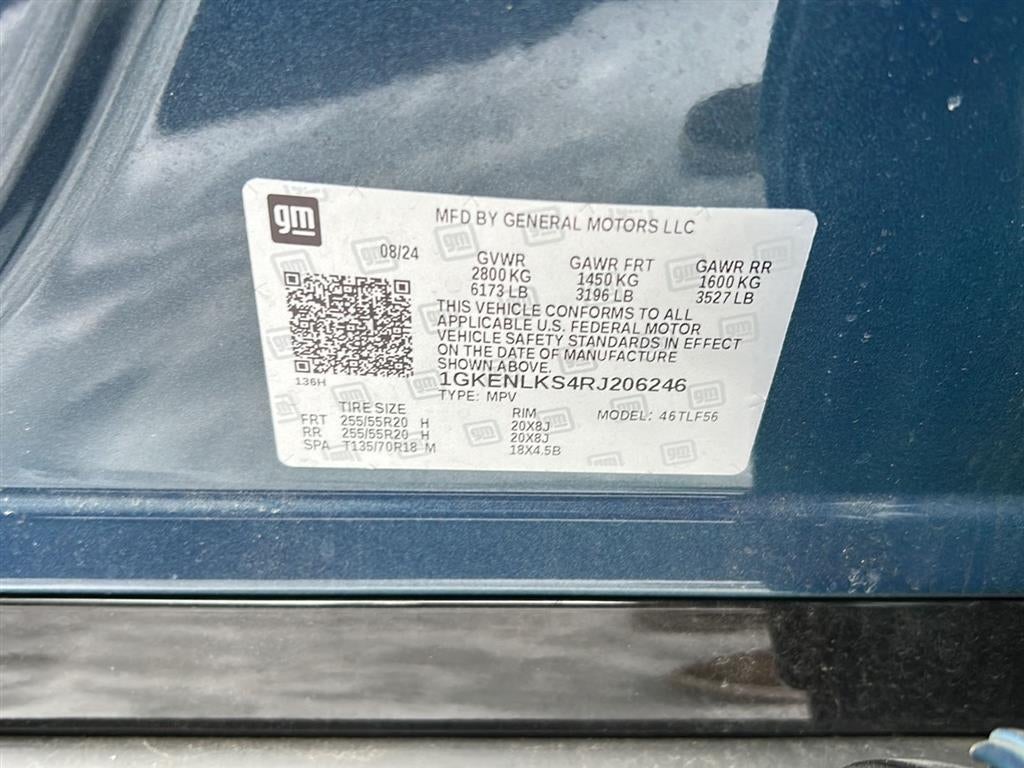 gm
MFD BY GENERAL MOTORS LLC
08/24
GVWR GAWR FRT GAWR RR
2800 KG 1450 KG 1600 KG
6173 LB 3196 LB 3527 LB
THIS VEHICLE CONFORMS TO ALL
APPLICABLE U.S. FEDERAL MOTOR
VEHICLE SAFETY STANDARDS IN EFFECT
ON THE DATE OF MANUFACTURE
SHOWN ABOVE.
136H
1GKENLKS4RJ206246
TYPE: MPV
TIRE SIZE RIM MODEL: 46TLF56
FRT 255/55R20 H 20X8J
RR 255/55R20 H 20X8J
SPA T135/70R18 M 18X4.5B